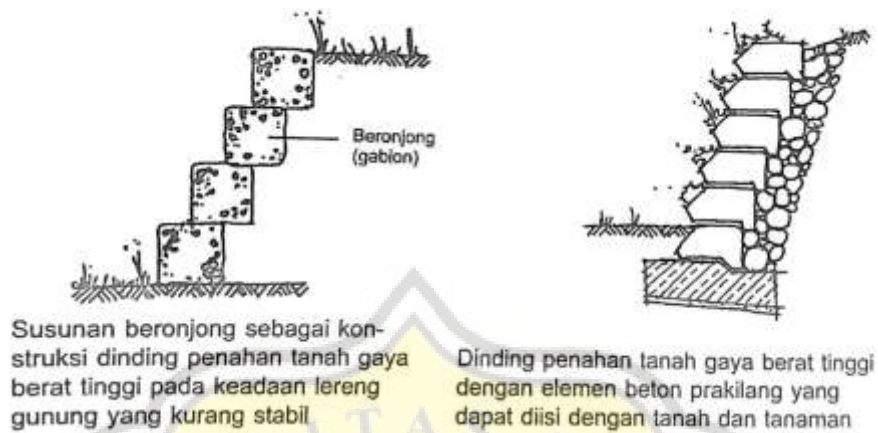 Beronjong
(gabion)
Susunan beronjong sebagai kon-
struksi dinding penahan tanah gaya
berat tinggi pada keadaan lereng
gunung yang kurang stabil
Dinding penahan tanah gaya berat tinggi
dengan elemen beton prakilang yang
dapat diisi dengan tanah dan tanaman